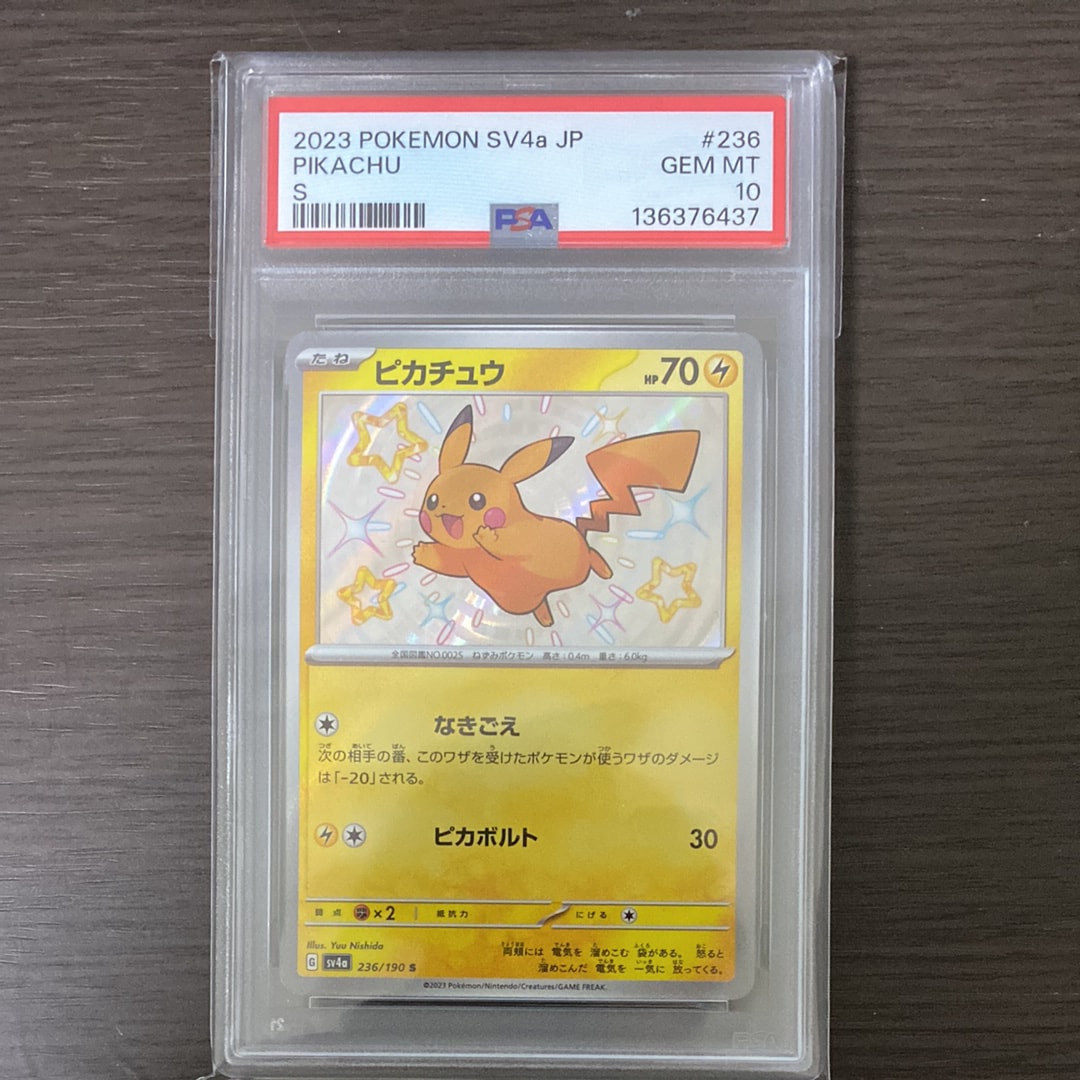 2023 POKEMON SV4a JP #236
PIKACHU GEM MT
S 10
PSA 136376437
たね ピカチュウ HP 70
全国図鑑NO.0025 ねずみポケモン 高さ:0.4m 重さ:6.0kg
なきごえ
次の相手の番、このワザを受けたポケモンが使うワザのダメージ
は「-20」される。
ピカボルト 30
弱点 ×2 抵抗力 にげる
Illus. Yuu Nishida
両頬には 電気を 溜めこむ 袋がある。 怒ると
溜めこんだ 電気を 一気に 放ってくる。
G sv4a 236/190 S
©2023 Pokémon/Nintendo/Creatures/GAME FREAK.